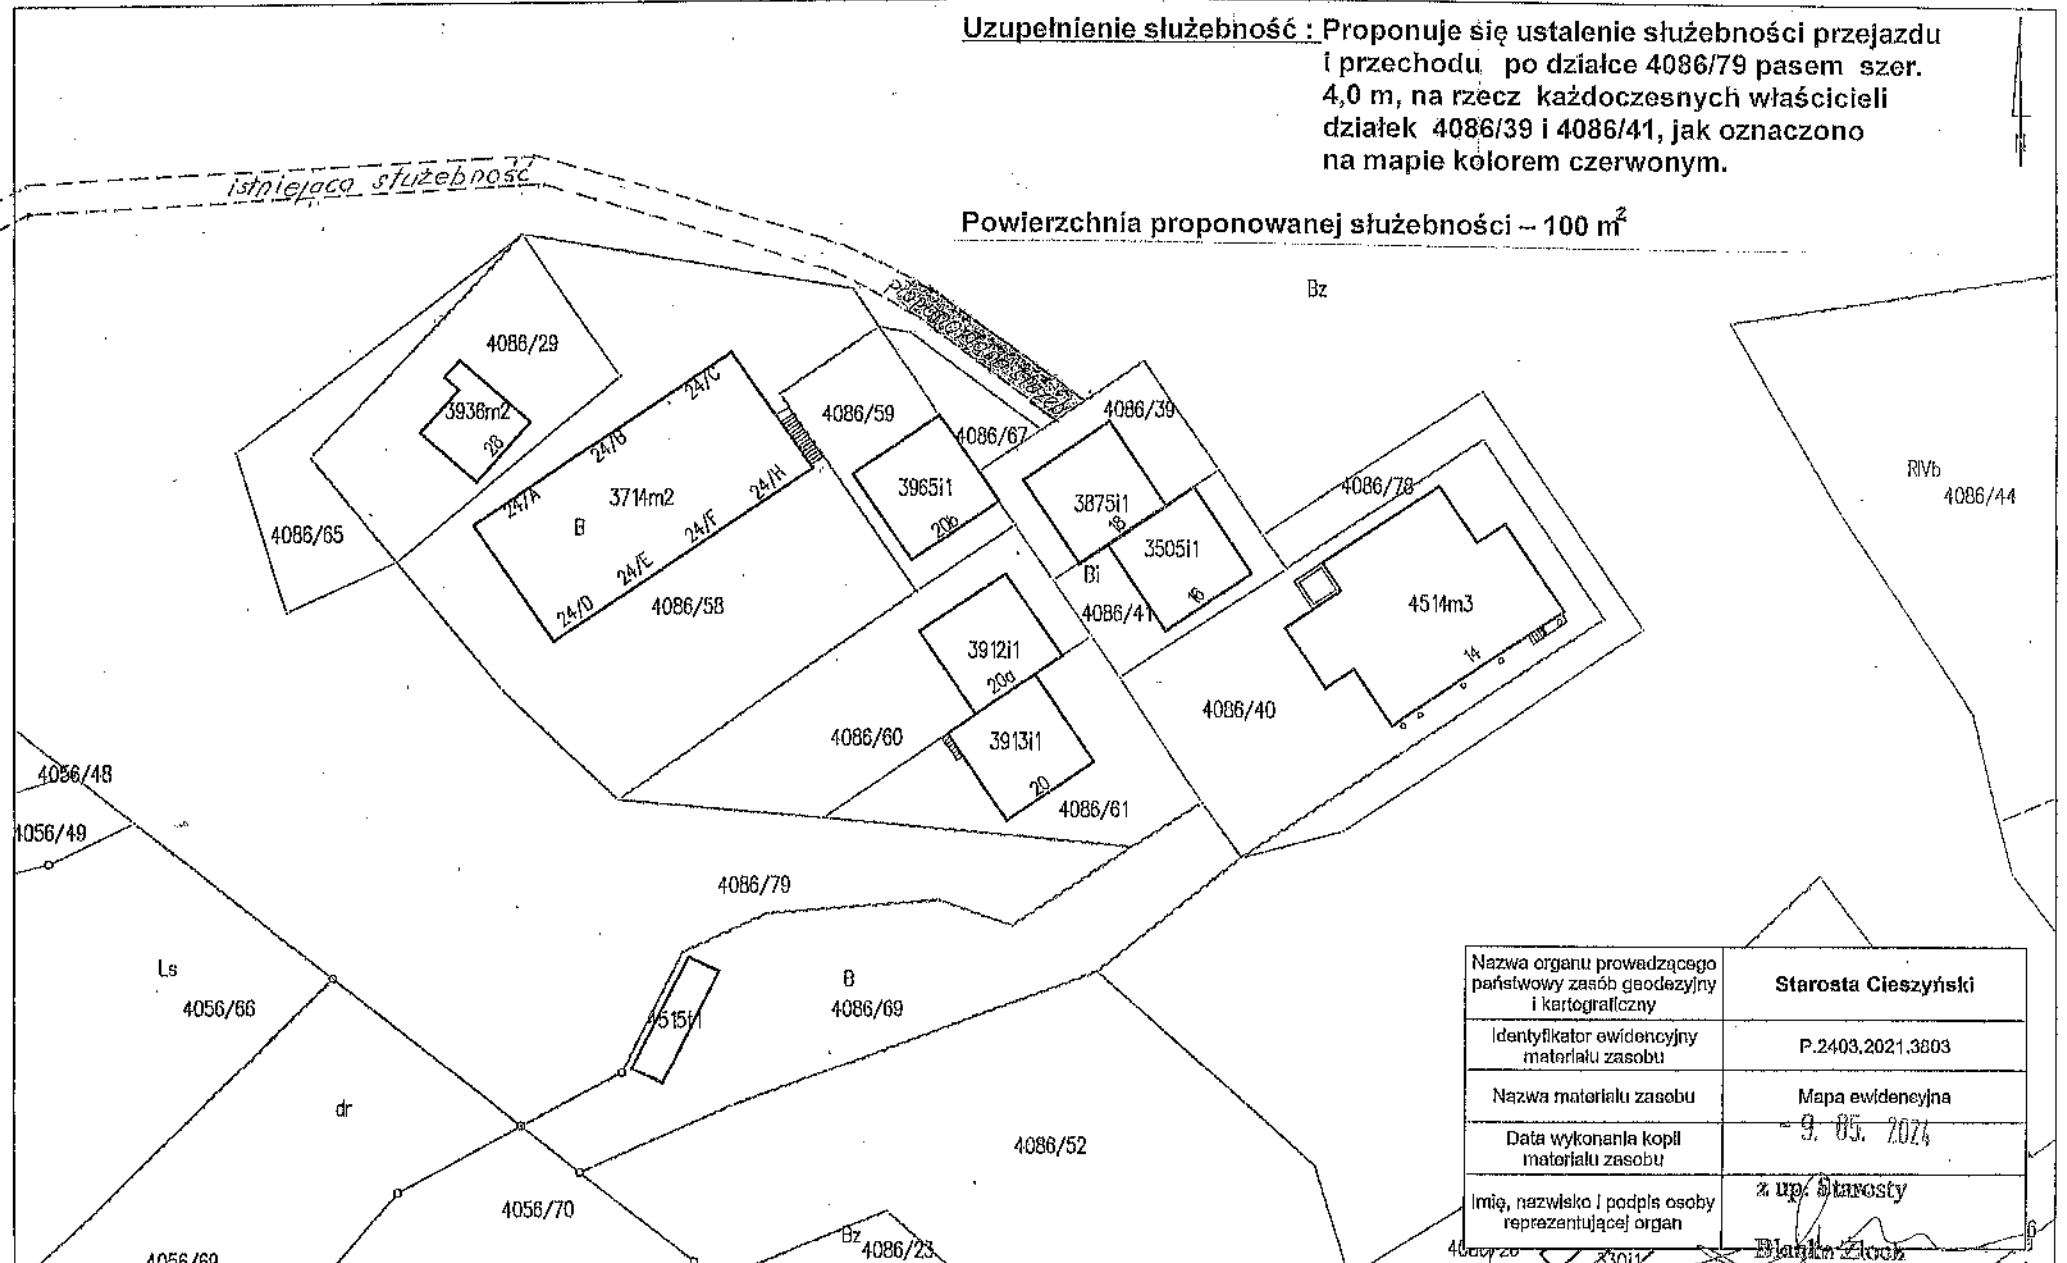 Uzupełnienie służebność : Proponuje się ustalenie służebności przejazdu
i przechodu po działce 4086/79 pasem szer.
4,0 m, na rzecz każdoczesnych właścicieli
działek 4086/39 i 4086/41, jak oznaczono
na mapie kolorem czerwonym.
istniejąca służebność
Powierzchnia proponowanej służebności – 100 m²
Bz
4086/29
3936m2
28
24/C
24/B
24/A
3714m2
B
24/H
24/F
24/E
24/D
4086/58
4086/65
4086/59
4086/67
4086/39
3965i1
20b
3875i1
18
3505i1
16
Bi
4086/41
4086/78
RIVb
4086/44
4514m3
14
3912i1
20a
4086/60
3913i1
20
4086/61
4086/40
4056/48
4056/49
4086/79
Ls
4056/66
B
4086/69
dr
4086/52
4056/70
Bz
4086/23
4056/69
Nazwa organu prowadzącego
państwowy zasób geodezyjny
i kartograficzny
Starosta Cieszyński
Identyfikator ewidencyjny
materiału zasobu
P.2403.2021.3803
Nazwa materiału zasobu
Mapa ewidencyjna
Data wykonania kopii
materiału zasobu
- 9. 05. 2024
Imię, nazwisko i podpis osoby
reprezentującej organ
z up. Starosty